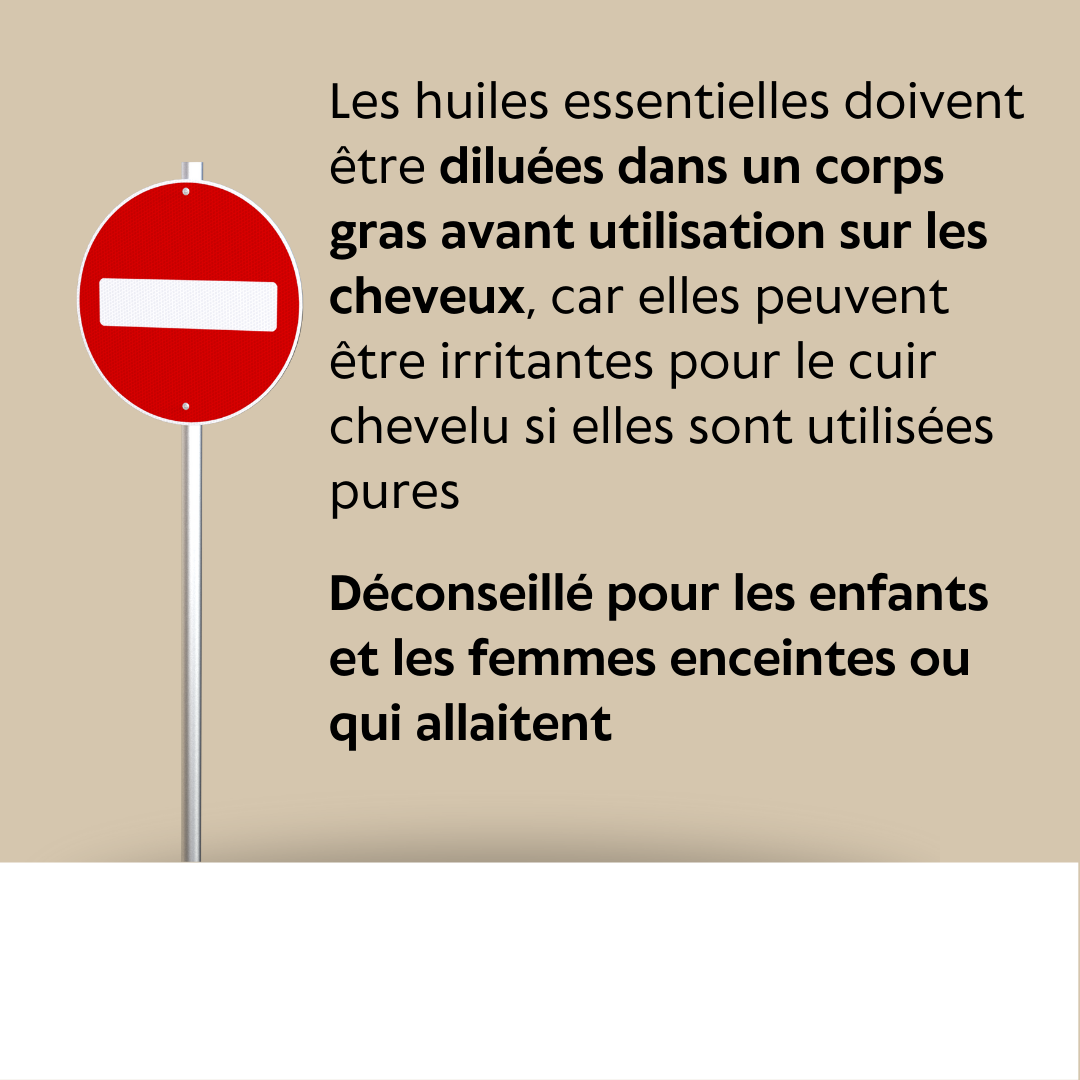 Les huiles essentielles doivent
être diluées dans un corps
gras avant utilisation sur les
cheveux, car elles peuvent
être irritantes pour le cuir
chevelu si elles sont utilisées
pures
Déconseillé pour les enfants
et les femmes enceintes ou
qui allaitent